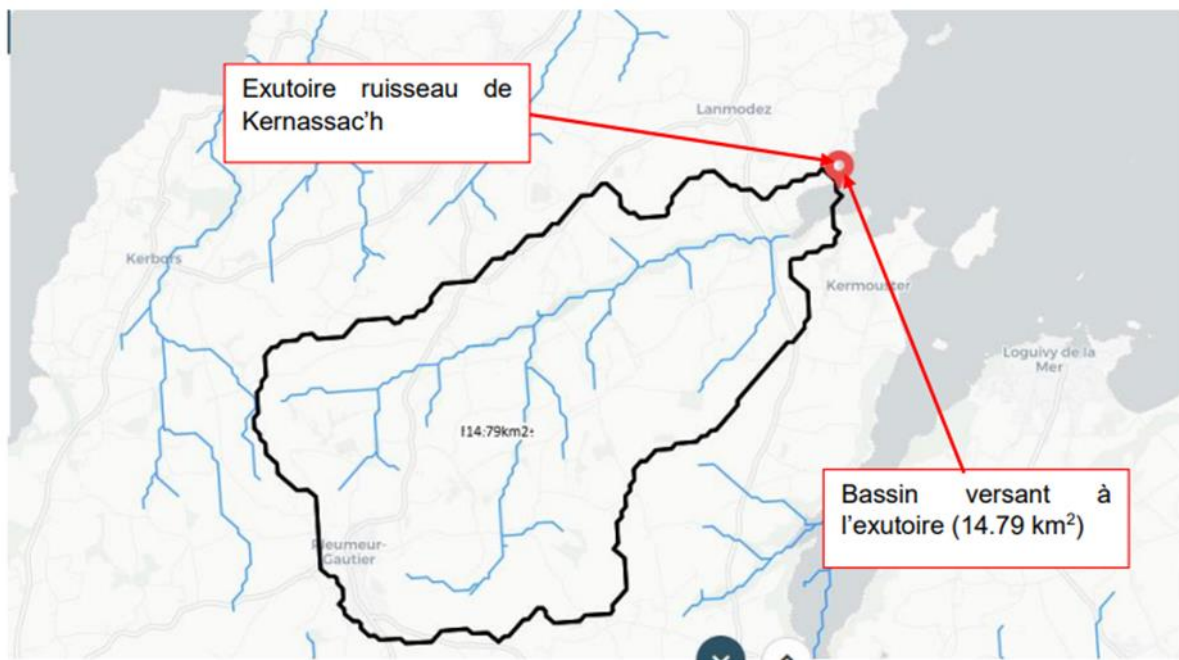 Exutoire ruisseau de
Kernassac'h
Lanmodez
Kerbors
Kermouster
Loguivy de la
Mer
14.79km2
Pleumeur-
Gautier
Bassin versant à
l'exutoire (14.79 km²)